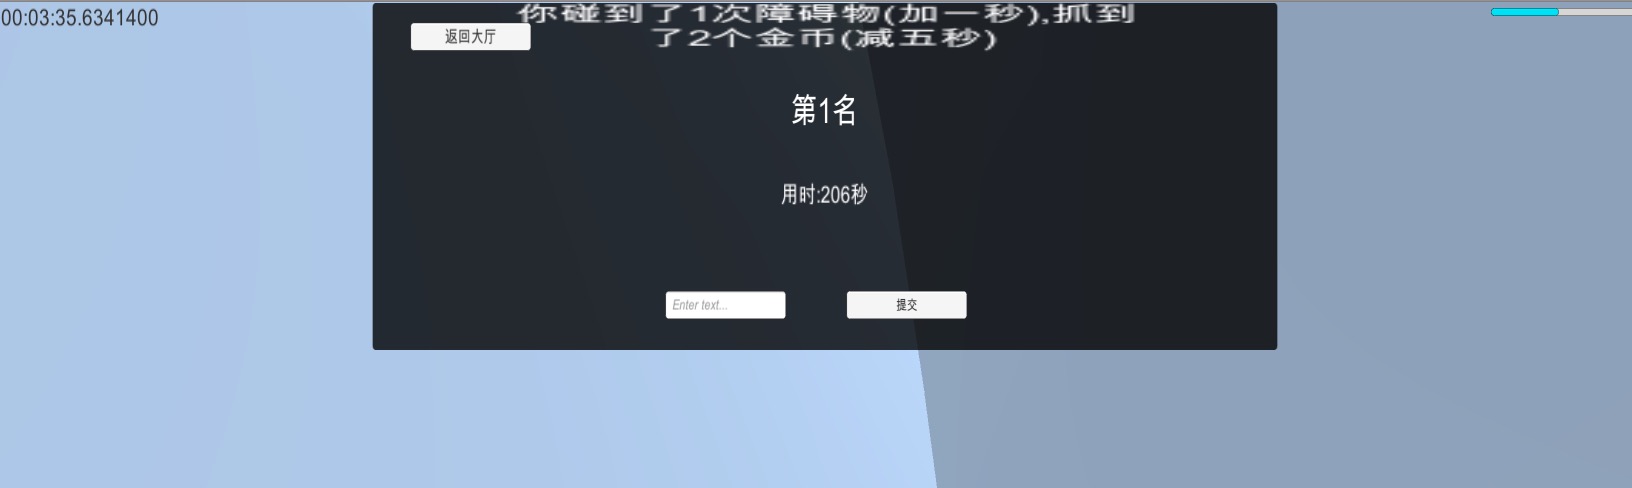 00:03:35.6341400
你碰到了1次障碍物(加一秒),抓到
了2个金币(减五秒)
返回大厅
第1名
用时:206秒
Enter text...
提交